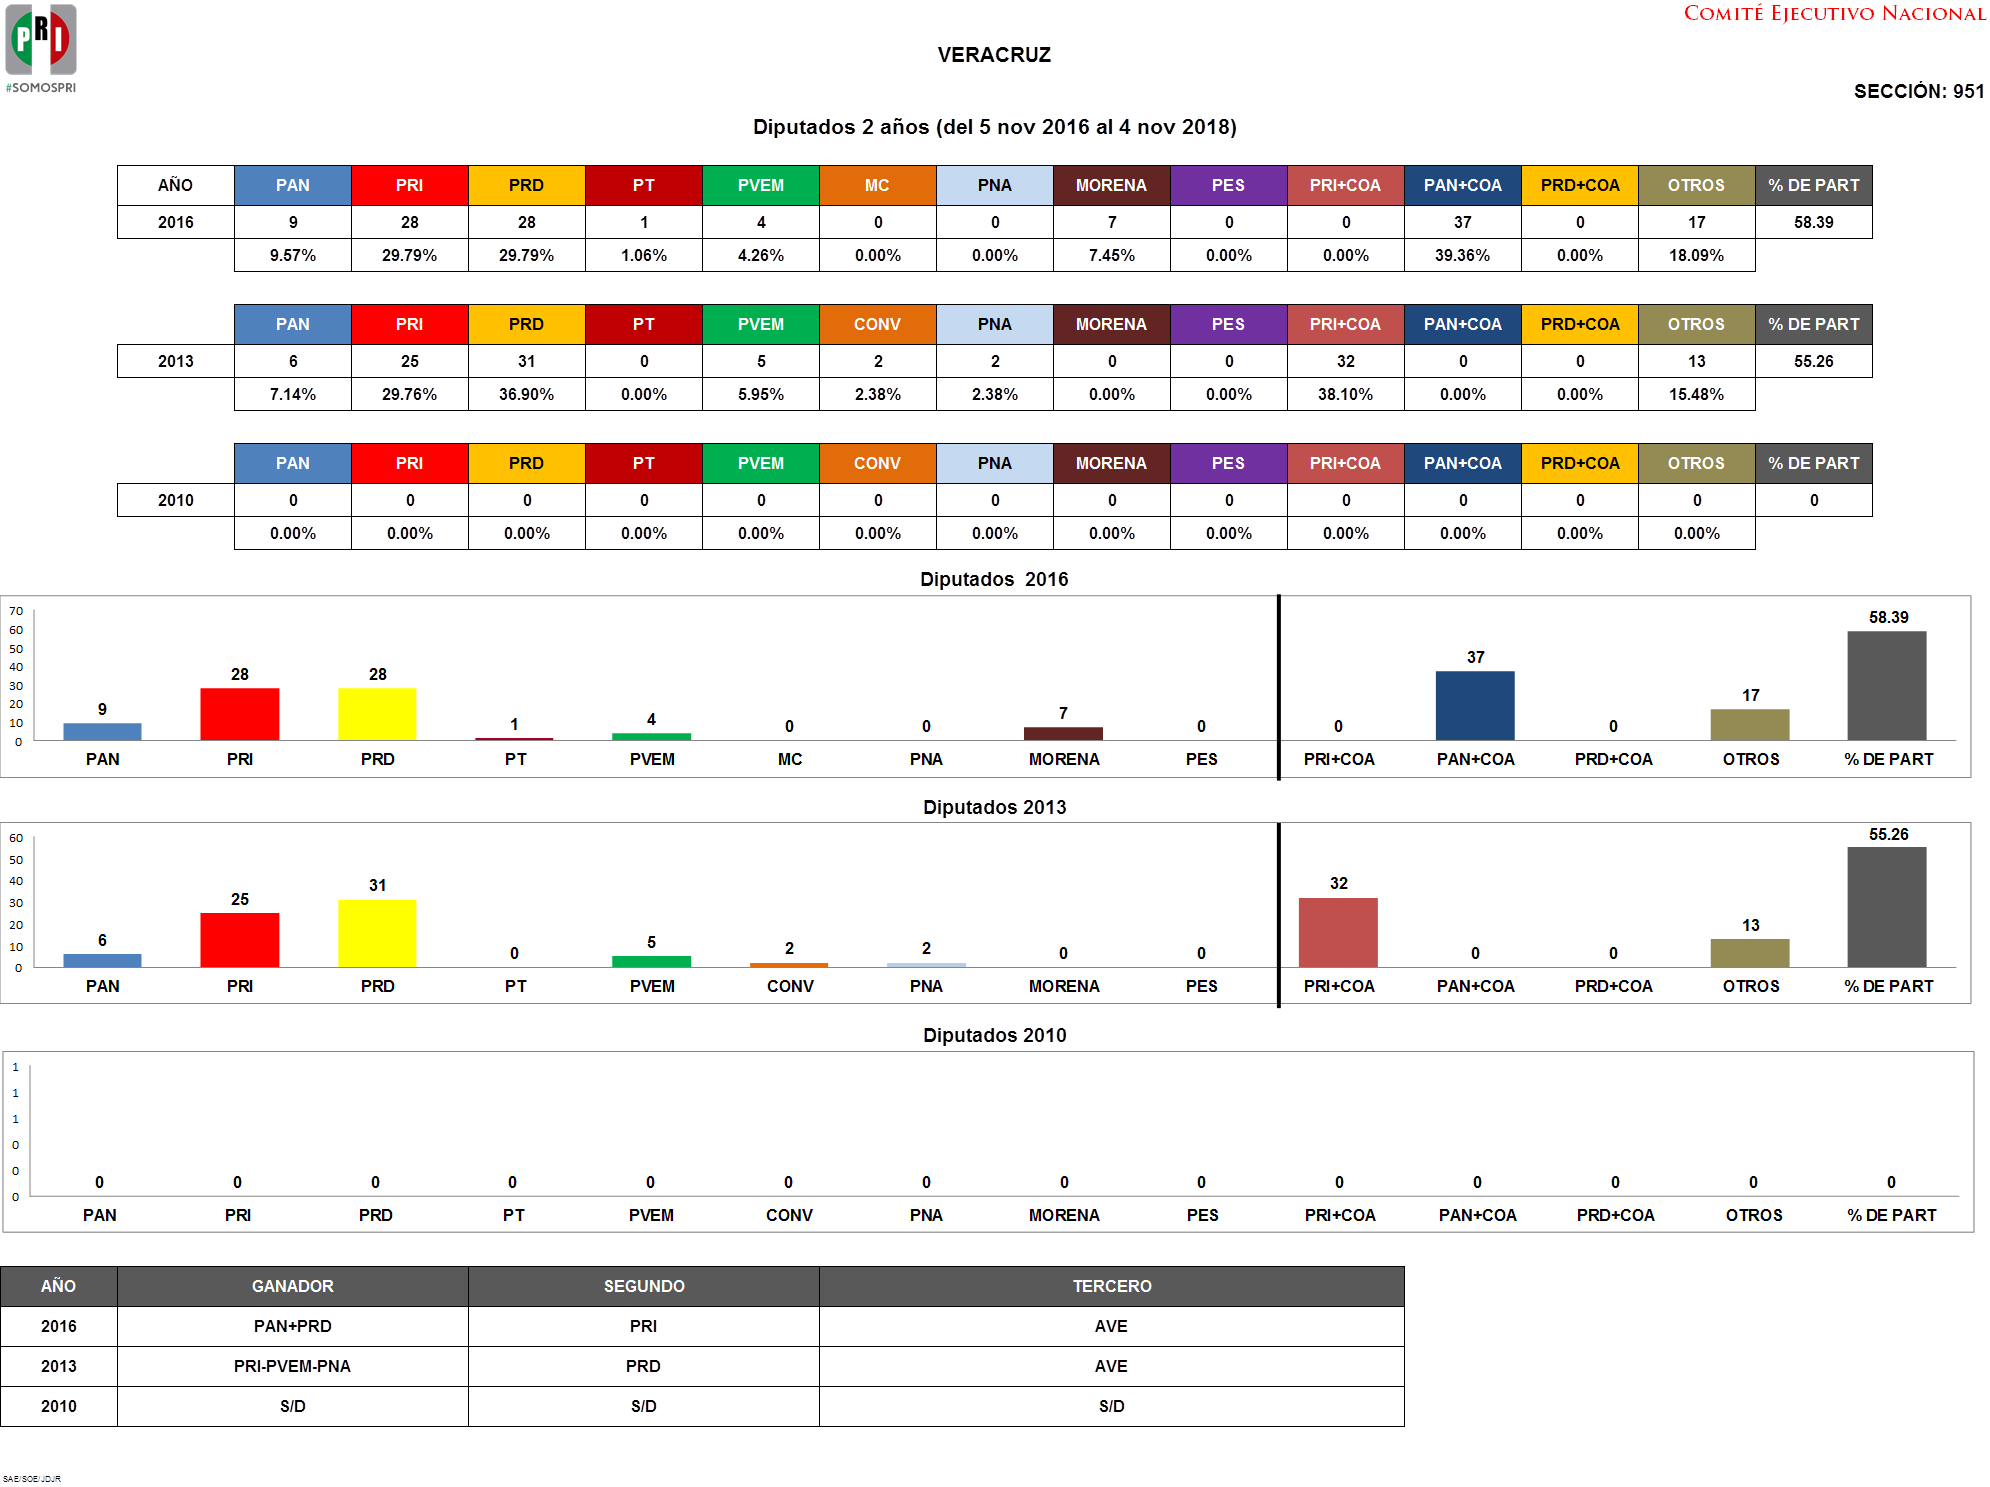 PRI
#SOMOSPRI
COMITÉ EJECUTIVO NACIONAL
VERACRUZ
SECCIÓN: 951
Diputados 2 años (del 5 nov 2016 al 4 nov 2018)
AÑO PAN PRI PRD PT PVEM MC PNA MORENA PES PRI+COA PAN+COA PRD+COA OTROS % DE PART
2016 9 28 28 1 4 0 0 7 0 0 37 0 17 58.39
9.57% 29.79% 29.79% 1.06% 4.26% 0.00% 0.00% 7.45% 0.00% 0.00% 39.36% 0.00% 18.09%
PAN PRI PRD PT PVEM CONV PNA MORENA PES PRI+COA PAN+COA PRD+COA OTROS % DE PART
2013 6 25 31 0 5 2 2 0 0 32 0 0 13 55.26
7.14% 29.76% 36.90% 0.00% 5.95% 2.38% 2.38% 0.00% 0.00% 38.10% 0.00% 0.00% 15.48%
PAN PRI PRD PT PVEM CONV PNA MORENA PES PRI+COA PAN+COA PRD+COA OTROS % DE PART
2010 0 0 0 0 0 0 0 0 0 0 0 0 0 0
0.00% 0.00% 0.00% 0.00% 0.00% 0.00% 0.00% 0.00% 0.00% 0.00% 0.00% 0.00% 0.00%
Diputados 2016
70
60
50
40
30
20
10
0
9 28 28 1 4 0 0 7 0 0 37 0 17 58.39
PAN PRI PRD PT PVEM MC PNA MORENA PES PRI+COA PAN+COA PRD+COA OTROS % DE PART
Diputados 2013
60
50
40
30
20
10
0
6 25 31 0 5 2 2 0 0 32 0 0 13 55.26
PAN PRI PRD PT PVEM CONV PNA MORENA PES PRI+COA PAN+COA PRD+COA OTROS % DE PART
Diputados 2010
1
1
1
0
0
0
0 0 0 0 0 0 0 0 0 0 0 0 0 0
PAN PRI PRD PT PVEM CONV PNA MORENA PES PRI+COA PAN+COA PRD+COA OTROS % DE PART
AÑO GANADOR SEGUNDO TERCERO
2016 PAN+PRD PRI AVE
2013 PRI-PVEM-PNA PRD AVE
2010 S/D S/D S/D
SAE/SOE/JDJR